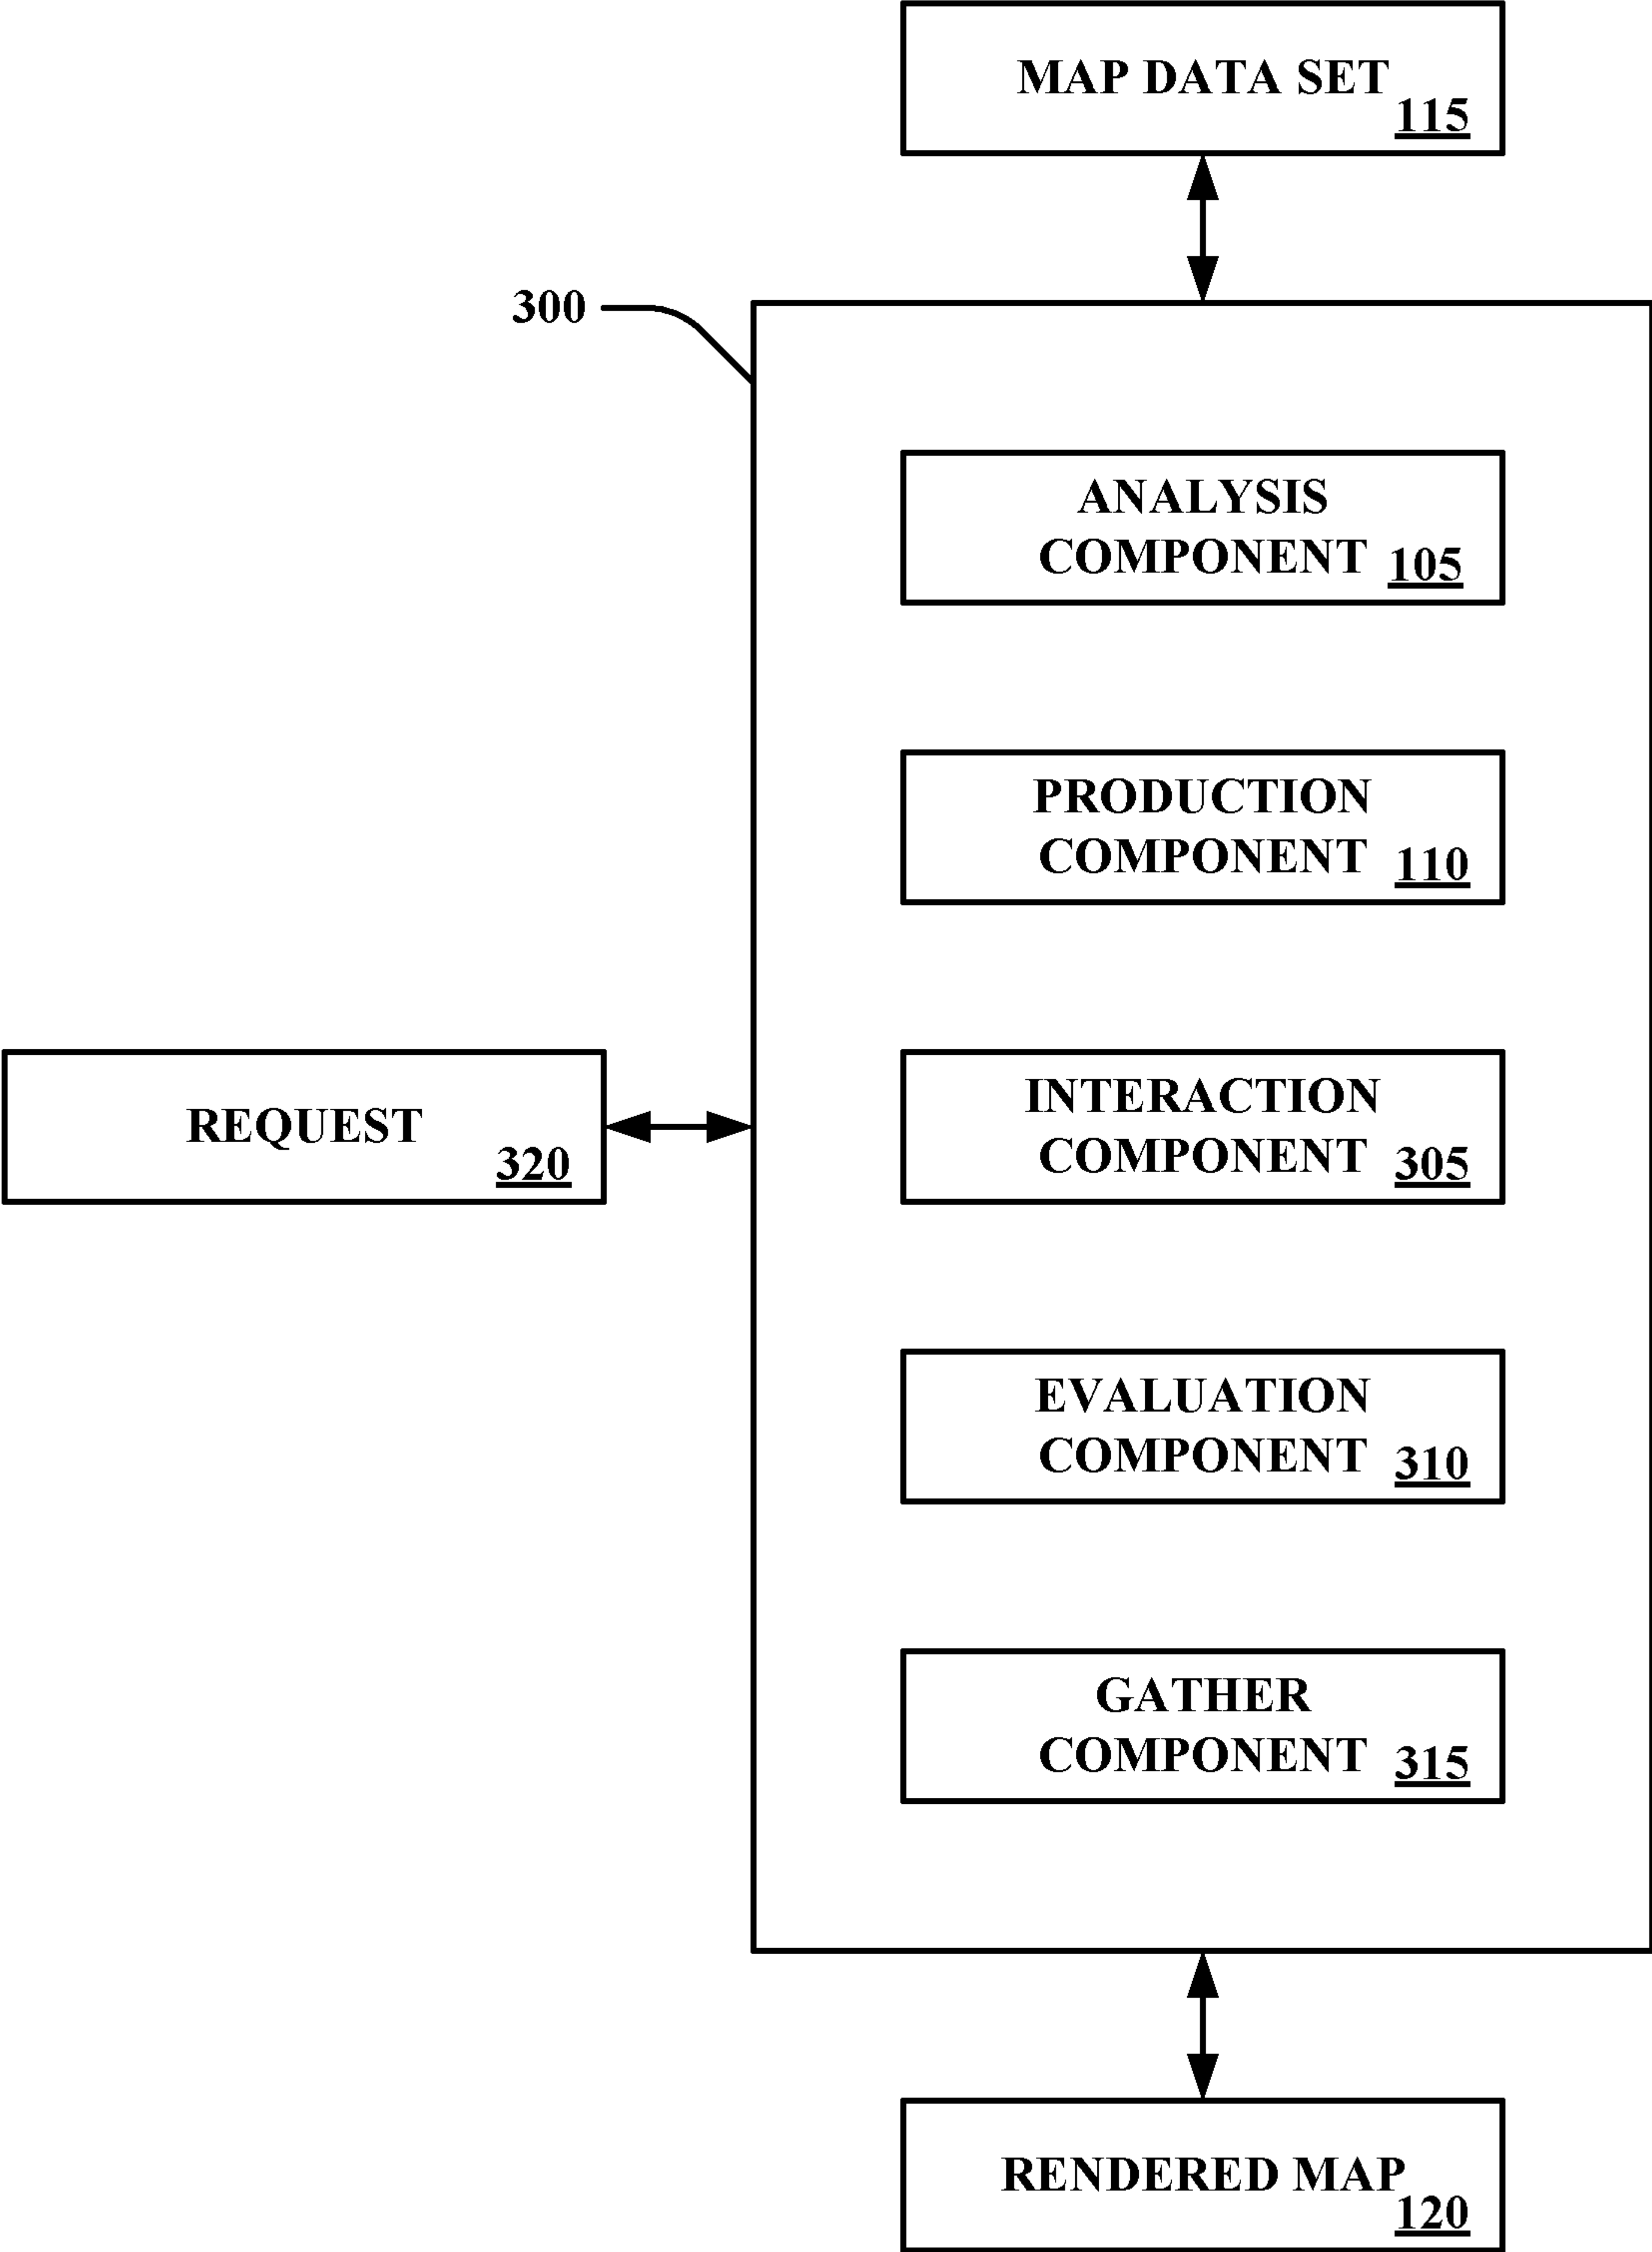 MAP DATA SET
115
300
ANALYSIS
COMPONENT 105
PRODUCTION
COMPONENT 110
REQUEST
320
INTERACTION
COMPONENT 305
EVALUATION
COMPONENT 310
GATHER
COMPONENT 315
RENDERED MAP
120